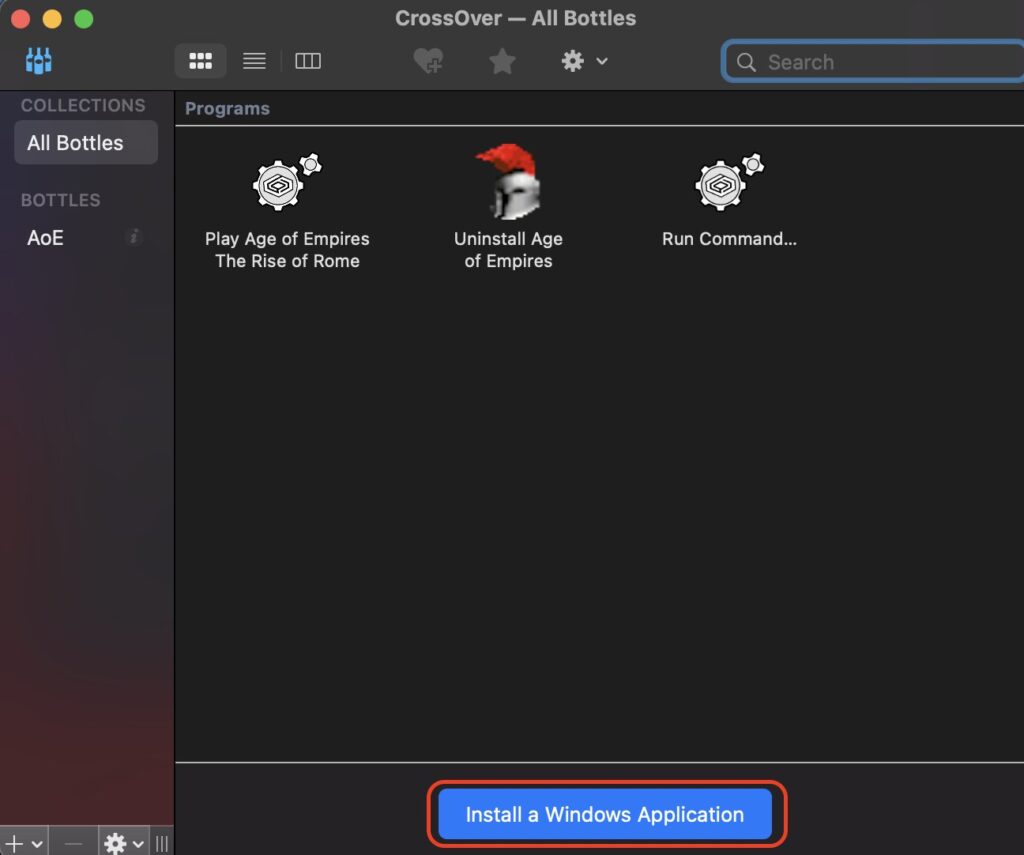 CrossOver — All Bottles
Search
COLLECTIONS
All Bottles
BOTTLES
AoE
Programs
Play Age of Empires
The Rise of Rome
Uninstall Age
of Empires
Run Command...
Install a Windows Application